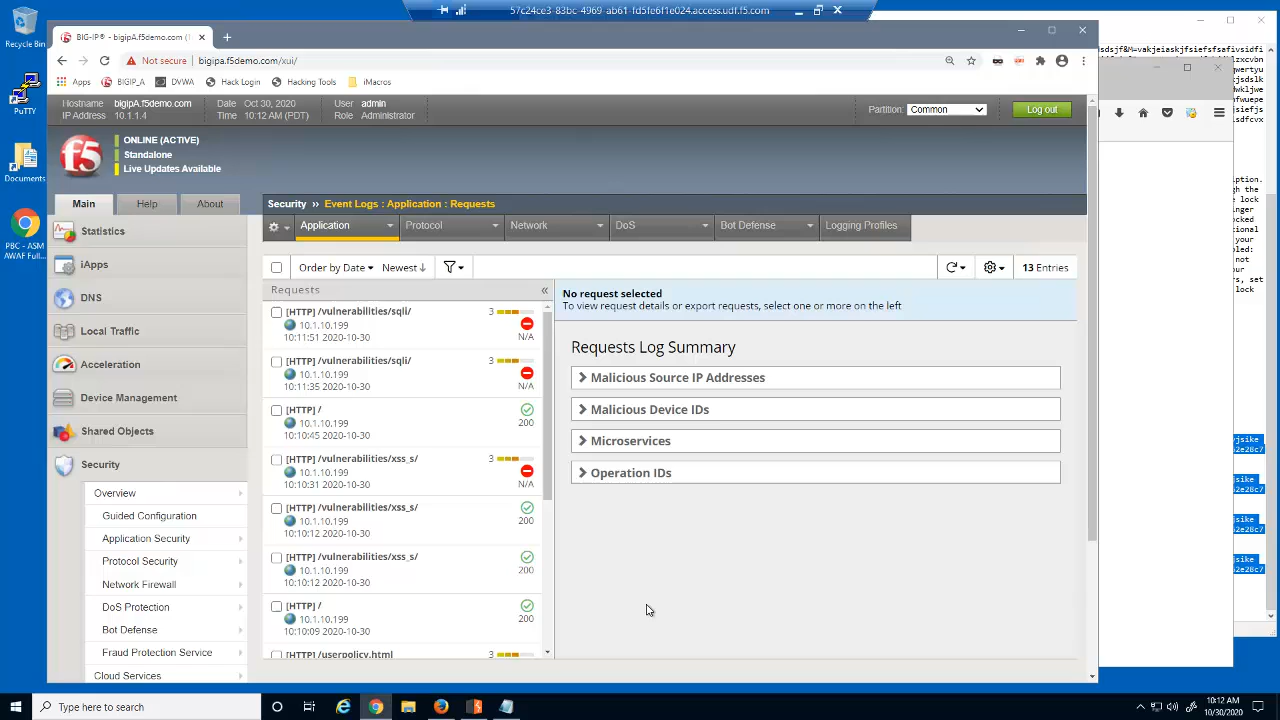 57c24ce3-83bc-4969-ab61-fd5fe6f1e024.access.udf.f5.com
Recycle Bin
PuTTY
Documents
PBC - ASM
AWAF Full...
BIG-IP® - bigipA.f5demo.com (1
Not secure
bigipa.f5demo.com/xui/
Apps
BIGIP_A
DVWA
Hack Login
Hacking Tools
iMacros
Hostname bigipA.f5demo.com
IP Address 10.1.1.4
Date Oct 30, 2020
Time 10:12 AM (PDT)
User admin
Role Administrator
Partition: Common
Log out
f5
ONLINE (ACTIVE)
Standalone
Live Updates Available
Main
Help
About
Security ›› Event Logs : Application : Requests
Statistics
iApps
DNS
Local Traffic
Acceleration
Device Management
Shared Objects
Security
Overview
Guided Configuration
Application Security
Protocol Security
Network Firewall
DoS Protection
Bot Defense
Fraud Protection Service
Cloud Services
Application
Protocol
Network
DoS
Bot Defense
Logging Profiles
Order by Date
Newest
13 Entries
Requests
[HTTP] /vulnerabilities/sqli/ 3
10.1.10.199
10:11:51 2020-10-30 N/A
[HTTP] /vulnerabilities/sqli/ 3
10.1.10.199
10:11:35 2020-10-30 N/A
[HTTP] /
10.1.10.199 200
10:10:45 2020-10-30
[HTTP] /vulnerabilities/xss_s/ 3
10.1.10.199
10:10:31 2020-10-30 N/A
[HTTP] /vulnerabilities/xss_s/
10.1.10.199 200
10:10:12 2020-10-30
[HTTP] /vulnerabilities/xss_s/
10.1.10.199 200
10:10:12 2020-10-30
[HTTP] /
10.1.10.199 200
10:10:09 2020-10-30
[HTTP] /userpolicy.html 3
No request selected
To view request details or export requests, select one or more on the left
Requests Log Summary
Malicious Source IP Addresses
Malicious Device IDs
Microservices
Operation IDs
Type here to search
10:12 AM
10/30/2020